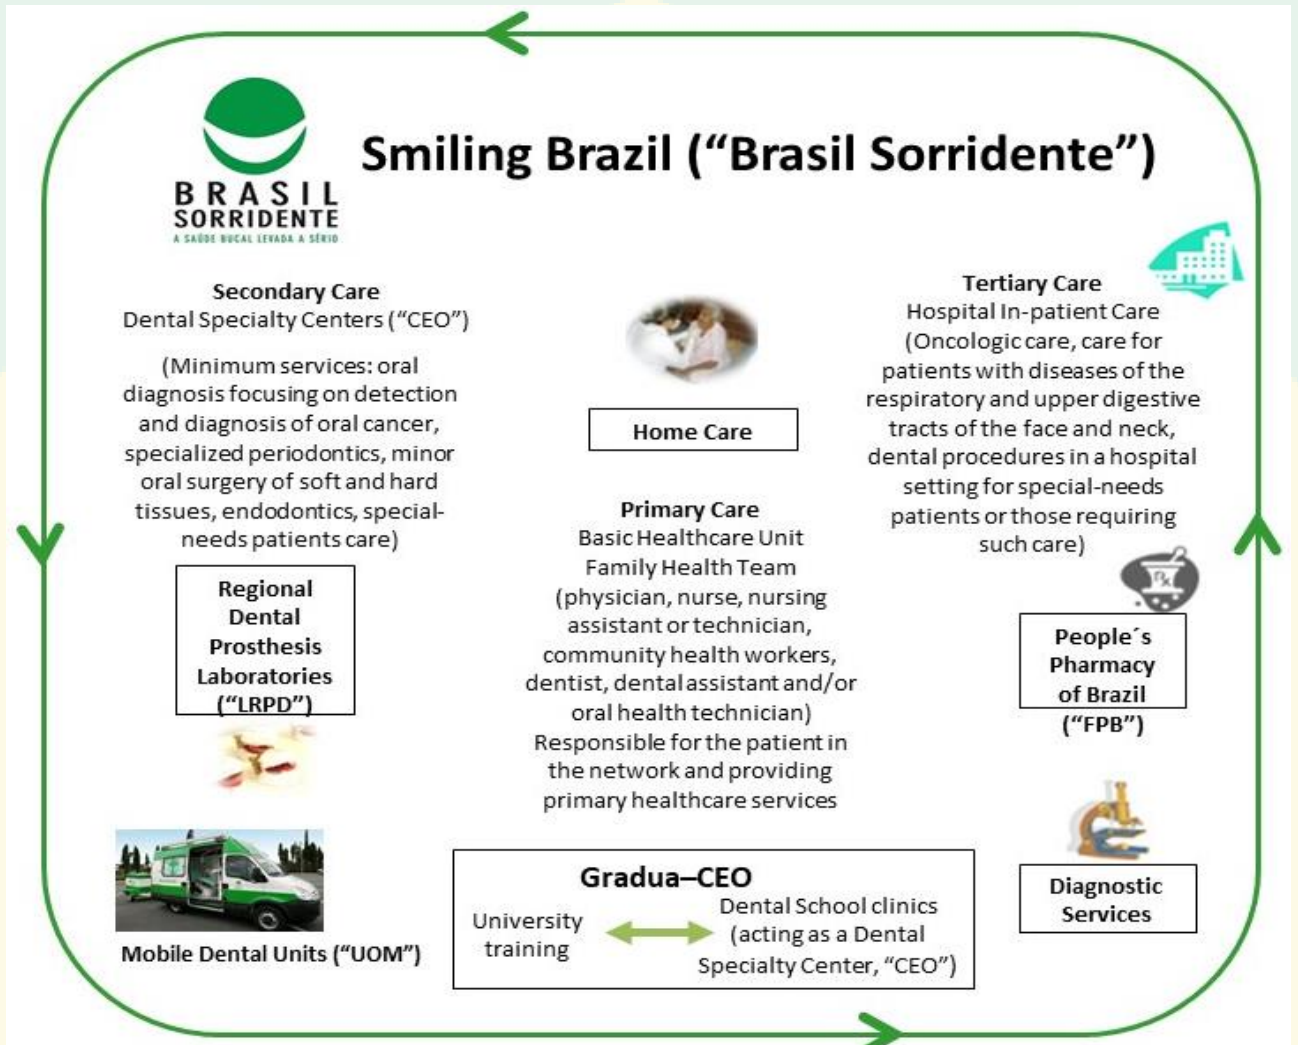 BRASIL
SORRIDENTE
A SAÚDE BUCAL LEVADA A SÉRIO
Smiling Brazil (“Brasil Sorridente”)
Secondary Care
Dental Specialty Centers (“CEO”)
(Minimum services: oral
diagnosis focusing on detection
and diagnosis of oral cancer,
specialized periodontics, minor
oral surgery of soft and hard
tissues, endodontics, special-
needs patients care)
Regional
Dental
Prosthesis
Laboratories
(“LRPD”)
Mobile Dental Units (“UOM”)
Home Care
Primary Care
Basic Healthcare Unit
Family Health Team
(physician, nurse, nursing
assistant or technician,
community health workers,
dentist, dental assistant and/or
oral health technician)
Responsible for the patient in
the network and providing
primary healthcare services
Gradua–CEO
University
training
Dental School clinics
(acting as a Dental
Specialty Center, “CEO”)
Tertiary Care
Hospital In-patient Care
(Oncologic care, care for
patients with diseases of the
respiratory and upper digestive
tracts of the face and neck,
dental procedures in a hospital
setting for special-needs
patients or those requiring
such care)
Rx
People´s
Pharmacy
of Brazil
(“FPB”)
Diagnostic
Services